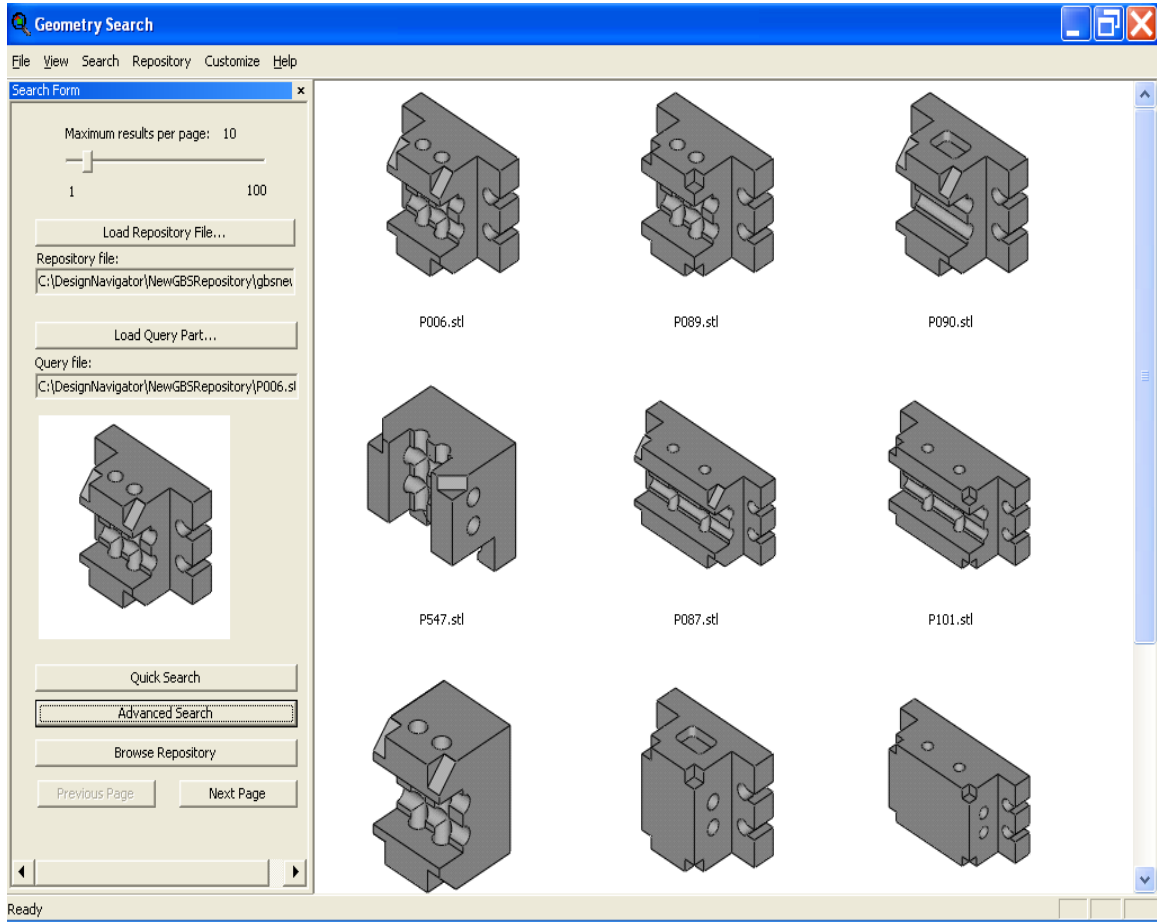 Geometry Search
File View Search Repository Customize Help
Search Form x
Maximum results per page: 10
1 100
Load Repository File...
Repository file:
C:\DesignNavigator\NewGBSRepository\gbsnew
Load Query Part...
Query file:
C:\DesignNavigator\NewGBSRepository\P006.sl
Quick Search
Advanced Search
Browse Repository
Previous Page Next Page
P006.stl P089.stl P090.stl
P547.stl P087.stl P101.stl
Ready